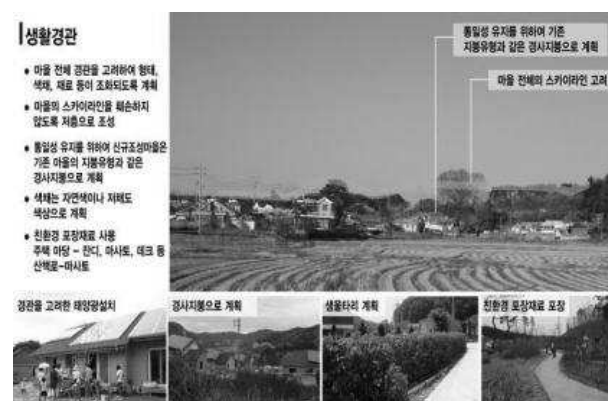 생활경관
• 마을 전체 경관을 고려하여 형태,
색채, 재료 등이 조화되도록 계획
• 마을의 스카이라인을 훼손하지
않도록 저층으로 조성
• 통일성 유지를 위하여 신규조성마을은
기존 마을의 지붕유형과 같은
경사지붕으로 계획
• 색채는 자연색이나 저채도
색상으로 계획
• 친환경 포장재료 사용
주택 마당 - 잔디, 마사토, 데크 등
산책로-마사토
통일성 유지를 위하여 기존
지붕유형과 같은 경사지붕으로 계획
마을 전체의 스카이라인 고려
경관을 고려한 태양광설치
경사지붕으로 계획
생울타리 계획
친환경 포장재료 포장